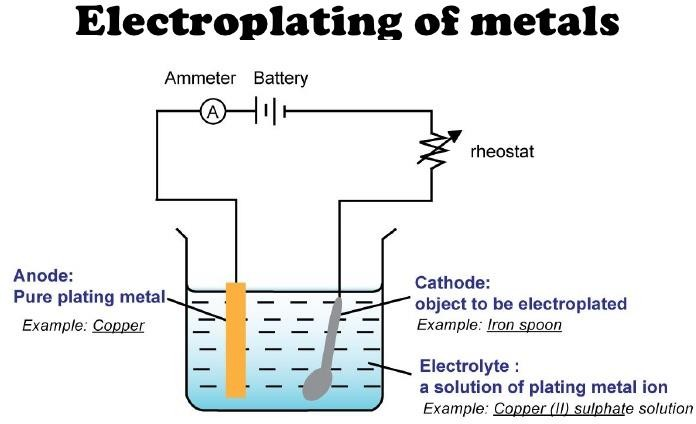 Electroplating of metals
Ammeter Battery
A
rheostat
Anode:
Pure plating metal
Example: Copper
Cathode:
object to be electroplated
Example: Iron spoon
Electrolyte :
a solution of plating metal ion
Example: Copper (II) sulphate solution